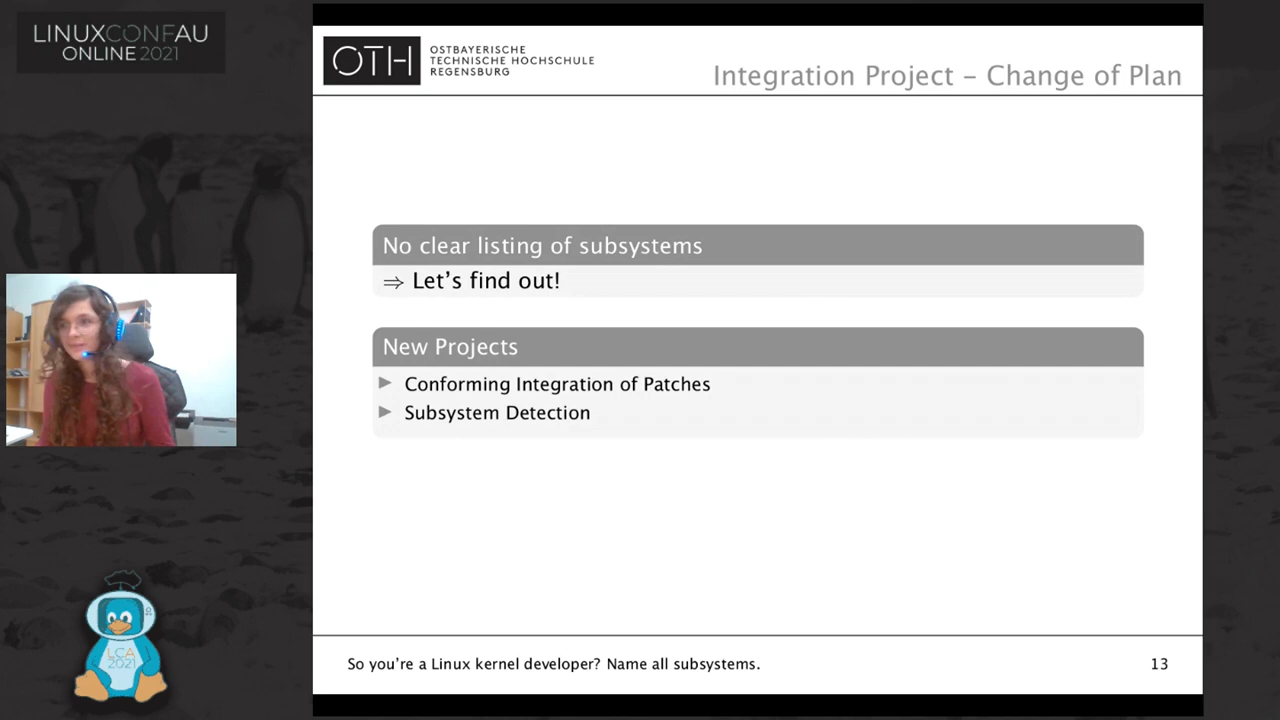 LINUXCONFAU
ONLINE 2021
OTH
OSTBAYERISCHE
TECHNISCHE HOCHSCHULE
REGENSBURG
Integration Project – Change of Plan
No clear listing of subsystems
⇒ Let's find out!
New Projects
▶ Conforming Integration of Patches
▶ Subsystem Detection
LCA
2021
So you're a Linux kernel developer? Name all subsystems.
13